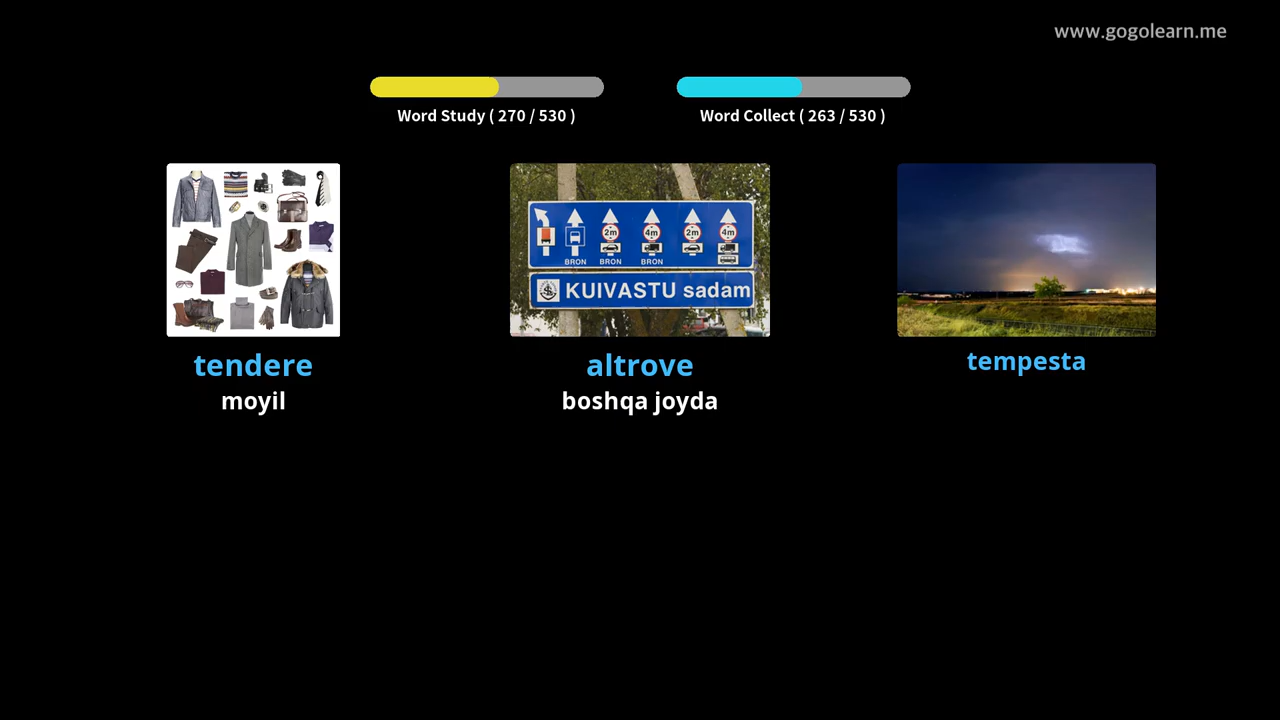 www.gogolearn.me
Word Study ( 270 / 530 )
Word Collect ( 263 / 530 )
2m
4m
2m
4m
BRON
BRON
BRON
KUIVASTU sadam
tendere
altrove
tempesta
moyil
boshqa joyda